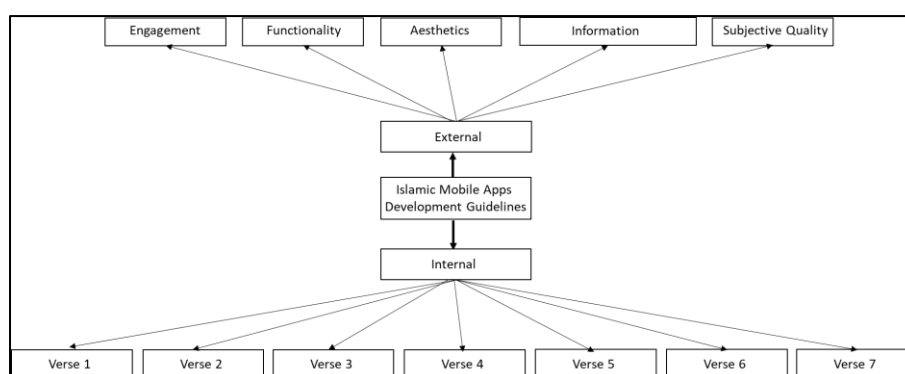 Engagement
Functionality
Aesthetics
Information
Subjective Quality
External
Islamic Mobile Apps
Development Guidelines
Internal
Verse 1
Verse 2
Verse 3
Verse 4
Verse 5
Verse 6
Verse 7